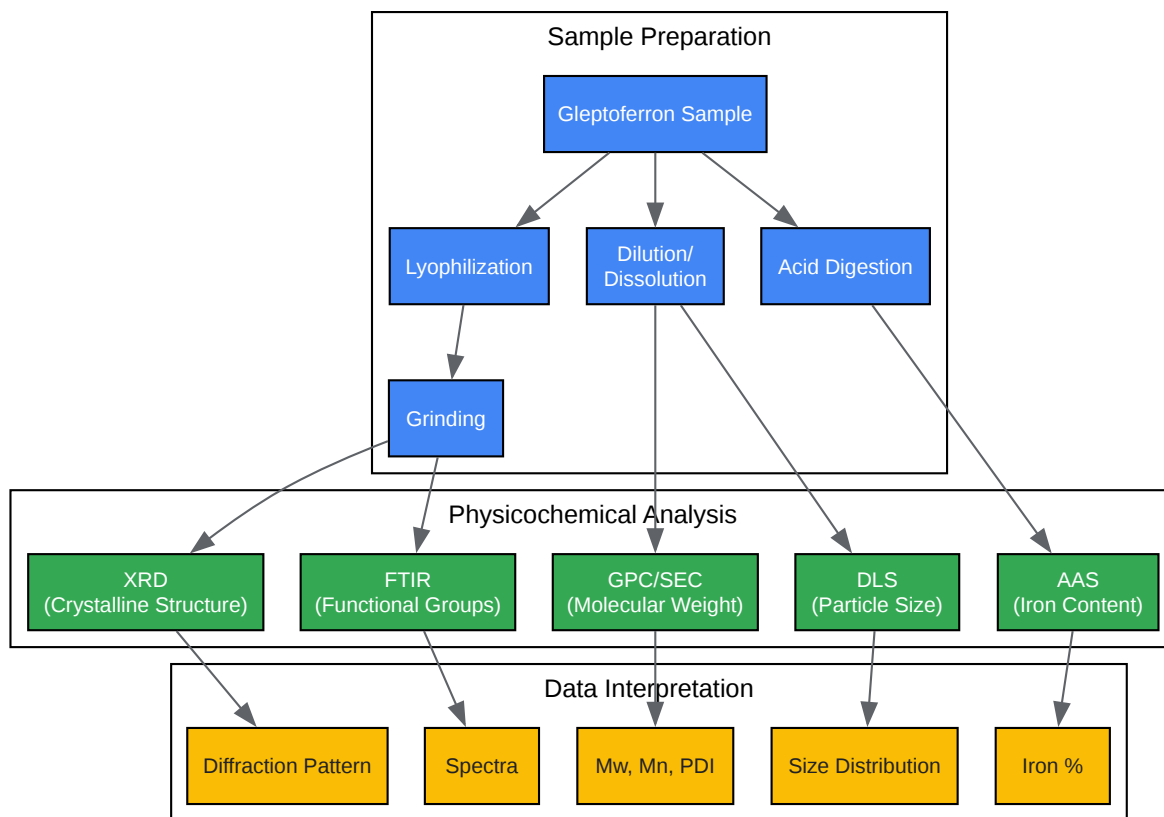 Sample Preparation
Gleptoferron Sample
Lyophilization
Dilution/
Dissolution
Acid Digestion
Grinding
Physicochemical Analysis
XRD
(Crystalline Structure)
FTIR
(Functional Groups)
GPC/SEC
(Molecular Weight)
DLS
(Particle Size)
AAS
(Iron Content)
Data Interpretation
Diffraction Pattern
Spectra
Mw, Mn, PDI
Size Distribution
Iron %